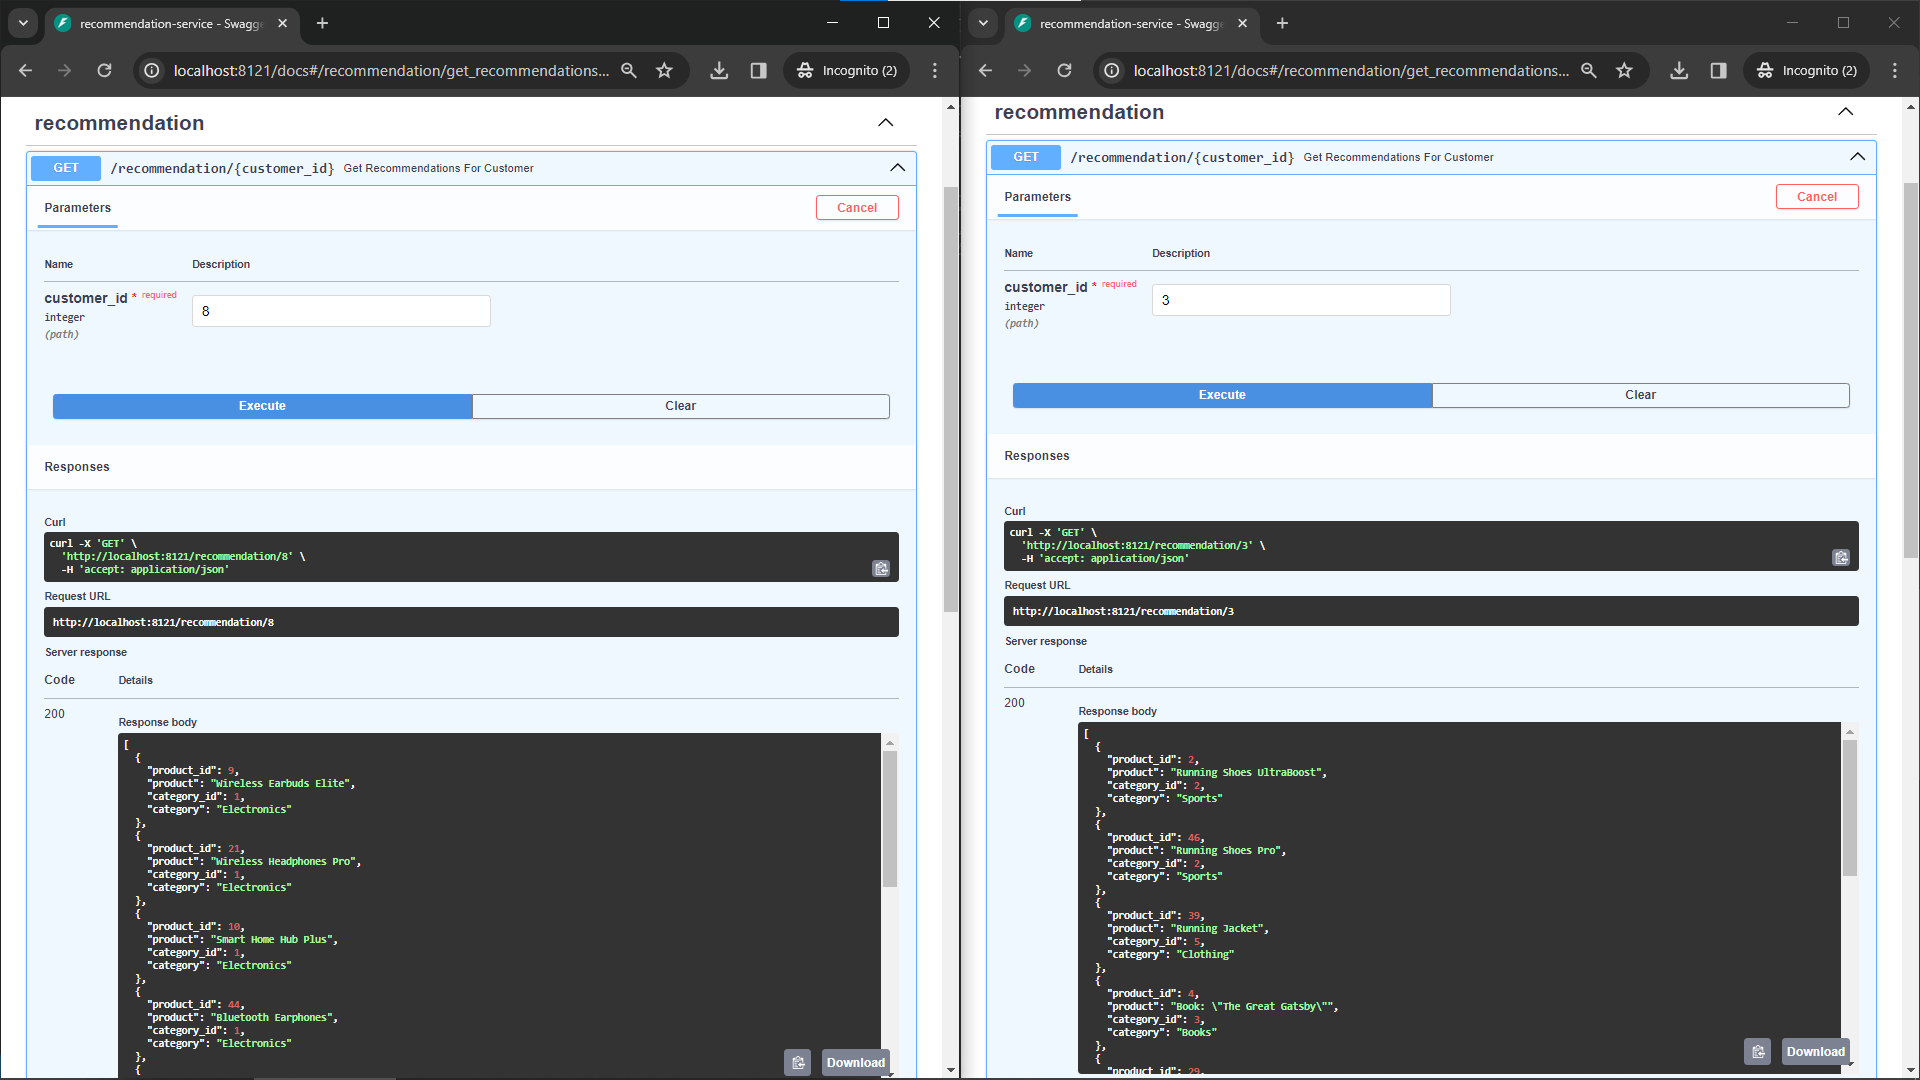 recommendation-service - Swagge
localhost:8121/docs#/recommendation/get_recommendations...
Incognito (2)
recommendation
GET /recommendation/{customer_id} Get Recommendations For Customer
Parameters
Cancel
Name Description
customer_id * required
integer
(path)
8
Execute Clear
Responses
Curl
curl -X 'GET' \
'http://localhost:8121/recommendation/8' \
-H 'accept: application/json'
Request URL
http://localhost:8121/recommendation/8
Server response
Code Details
200
Response body
[
{
"product_id": 9,
"product": "Wireless Earbuds Elite",
"category_id": 1,
"category": "Electronics"
},
{
"product_id": 21,
"product": "Wireless Headphones Pro",
"category_id": 1,
"category": "Electronics"
},
{
"product_id": 10,
"product": "Smart Home Hub Plus",
"category_id": 1,
"category": "Electronics"
},
{
"product_id": 44,
"product": "Bluetooth Earphones",
"category_id": 1,
"category": "Electronics"
},
{
Download
recommendation-service - Swagge
localhost:8121/docs#/recommendation/get_recommendations...
Incognito (2)
recommendation
GET /recommendation/{customer_id} Get Recommendations For Customer
Parameters
Cancel
Name Description
customer_id * required
integer
(path)
3
Execute Clear
Responses
Curl
curl -X 'GET' \
'http://localhost:8121/recommendation/3' \
-H 'accept: application/json'
Request URL
http://localhost:8121/recommendation/3
Server response
Code Details
200
Response body
[
{
"product_id": 2,
"product": "Running Shoes UltraBoost",
"category_id": 2,
"category": "Sports"
},
{
"product_id": 46,
"product": "Running Shoes Pro",
"category_id": 2,
"category": "Sports"
},
{
"product_id": 39,
"product": "Running Jacket",
"category_id": 5,
"category": "Clothing"
},
{
"product_id": 4,
"product": "Book: \"The Great Gatsby\"",
"category_id": 3,
"category": "Books"
},
{
"product_id": 29,
Download